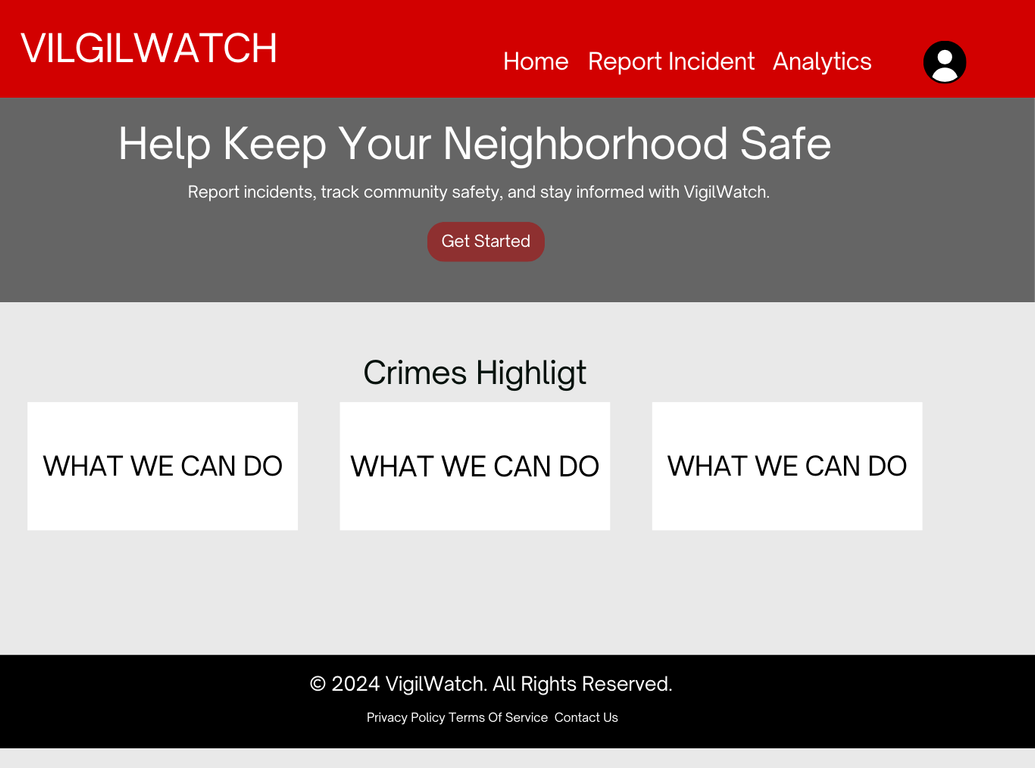 VILGILWATCH
Home Report Incident Analytics
Help Keep Your Neighborhood Safe
Report incidents, track community safety, and stay informed with VigilWatch.
Get Started
Crimes Highligt
WHAT WE CAN DO WHAT WE CAN DO WHAT WE CAN DO
© 2024 VigilWatch. All Rights Reserved.
Privacy Policy Terms Of Service Contact Us